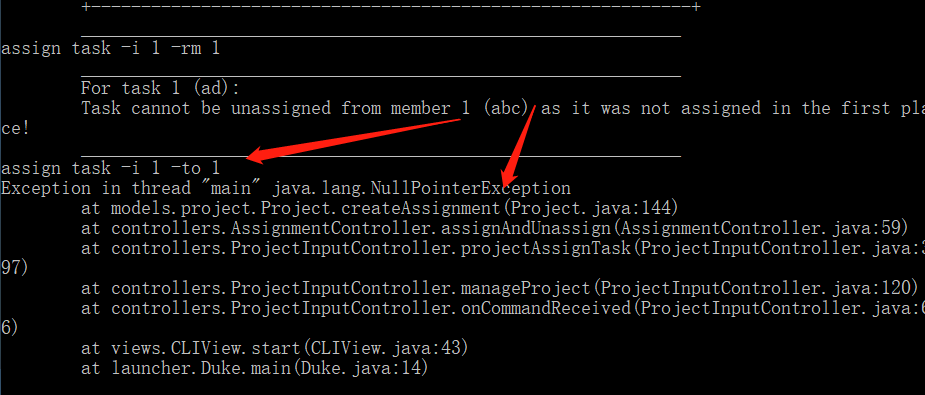 +------------------------------------------------------------+
____________________________________________________________
assign task -i 1 -rm 1
____________________________________________________________
For task 1 (ad):
Task cannot be unassigned from member 1 (abc) as it was not assigned in the first pla
ce!
____________________________________________________________
assign task -i 1 -to 1
Exception in thread "main" java.lang.NullPointerException
at models.project.Project.createAssignment(Project.java:144)
at controllers.AssignmentController.assignAndUnassign(AssignmentController.java:59)
at controllers.ProjectInputController.projectAssignTask(ProjectInputController.java:3
97)
at controllers.ProjectInputController.manageProject(ProjectInputController.java:120)
at controllers.ProjectInputController.onCommandReceived(ProjectInputController.java:6
6)
at views.CLIView.start(CLIView.java:43)
at launcher.Duke.main(Duke.java:14)